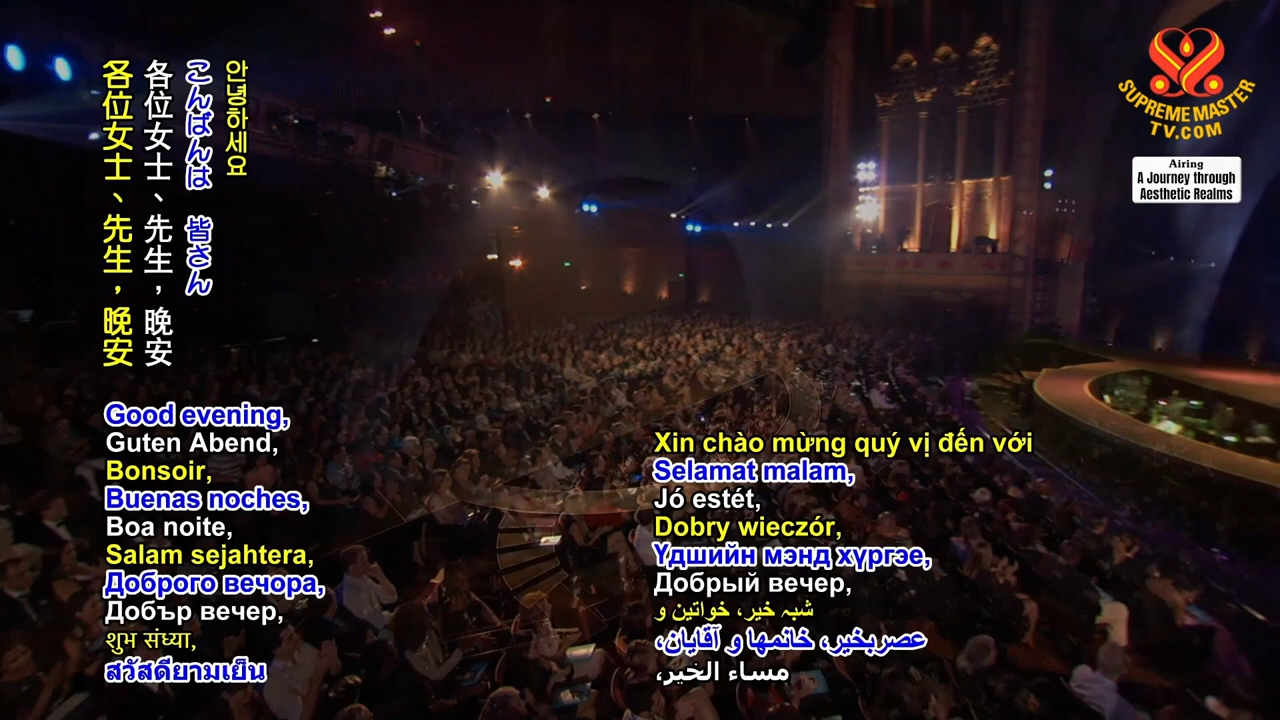 各位女士、先生，晚安
各位女士、先生，晚安
こんばんは 皆さん
안녕하세요
Good evening,
Guten Abend,
Bonsoir,
Buenas noches,
Boa noite,
Salam sejahtera,
Доброго вечора,
Добър вечер,
शुभ संध्या,
สวัสดียามเย็น
Xin chào mừng quý vị đến với
Selamat malam,
Jó estét,
Dobry wieczór,
Үдшийн мэнд хүргэе,
Добрый вечер,
شبہ خیر، خواتین و
عصربخیر، خانمها و آقایان،
مساء الخير،
SUPREME MASTER
TV.COM
Airing
A Journey through
Aesthetic Realms